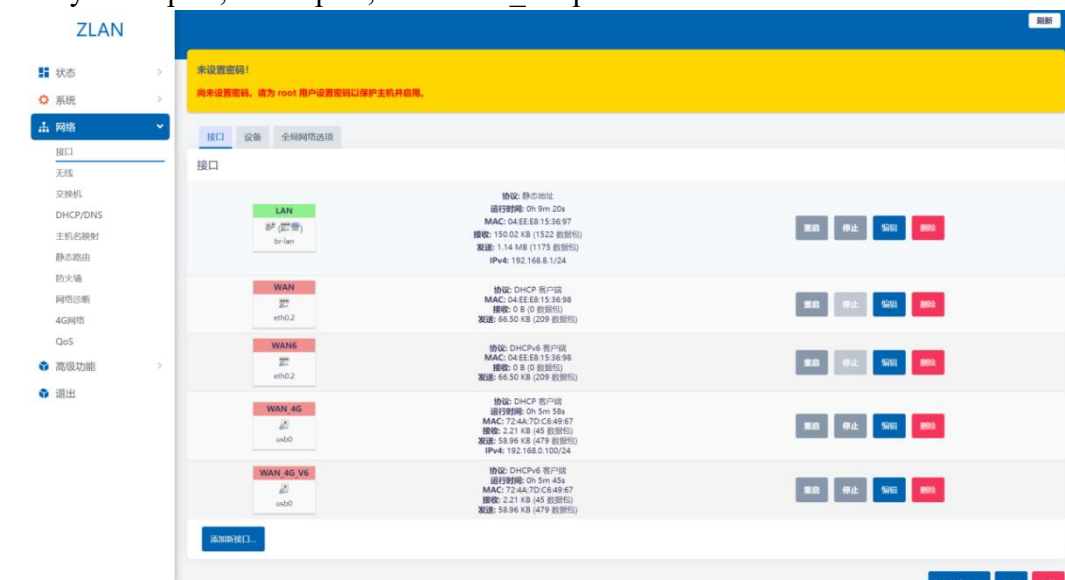 ZLAN
刷新
状态
系统
网络
接口
无线
交换机
DHCP/DNS
主机名映射
静态路由
防火墙
网络诊断
4G网络
QoS
高级功能
退出
未设置密码!
尚未设置密码。请为 root 用户设置密码以保护主机并启用。
接口 设备 全局网络选项
接口
LAN
br-lan
协议: 静态地址
运行时间: 0h 9m 20s
MAC: 04:EE:E8:15:36:97
接收: 150.02 KB (1522 数据包)
发送: 1.14 MB (1175 数据包)
IPv4: 192.168.8.1/24
重启 停止 编辑 删除
WAN
eth0.2
协议: DHCP 客户端
MAC: 04:EE:E8:15:36:98
接收: 0 B (0 数据包)
发送: 66.50 KB (209 数据包)
重启 停止 编辑 删除
WAN6
eth0.2
协议: DHCPv6 客户端
MAC: 04:EE:E8:15:36:98
接收: 0 B (0 数据包)
发送: 66.50 KB (209 数据包)
重启 停止 编辑 删除
WAN_4G
usb0
协议: DHCP 客户端
运行时间: 0h 5m 58s
MAC: 72:4A:7D:C6:49:67
接收: 2.21 KB (45 数据包)
发送: 58.96 KB (479 数据包)
IPv4: 192.168.0.100/24
重启 停止 编辑 删除
WAN_4G_V6
usb0
协议: DHCPv6 客户端
运行时间: 0h 5m 45s
MAC: 72:4A:7D:C6:49:67
接收: 2.21 KB (45 数据包)
发送: 58.96 KB (479 数据包)
重启 停止 编辑 删除
添加新接口...